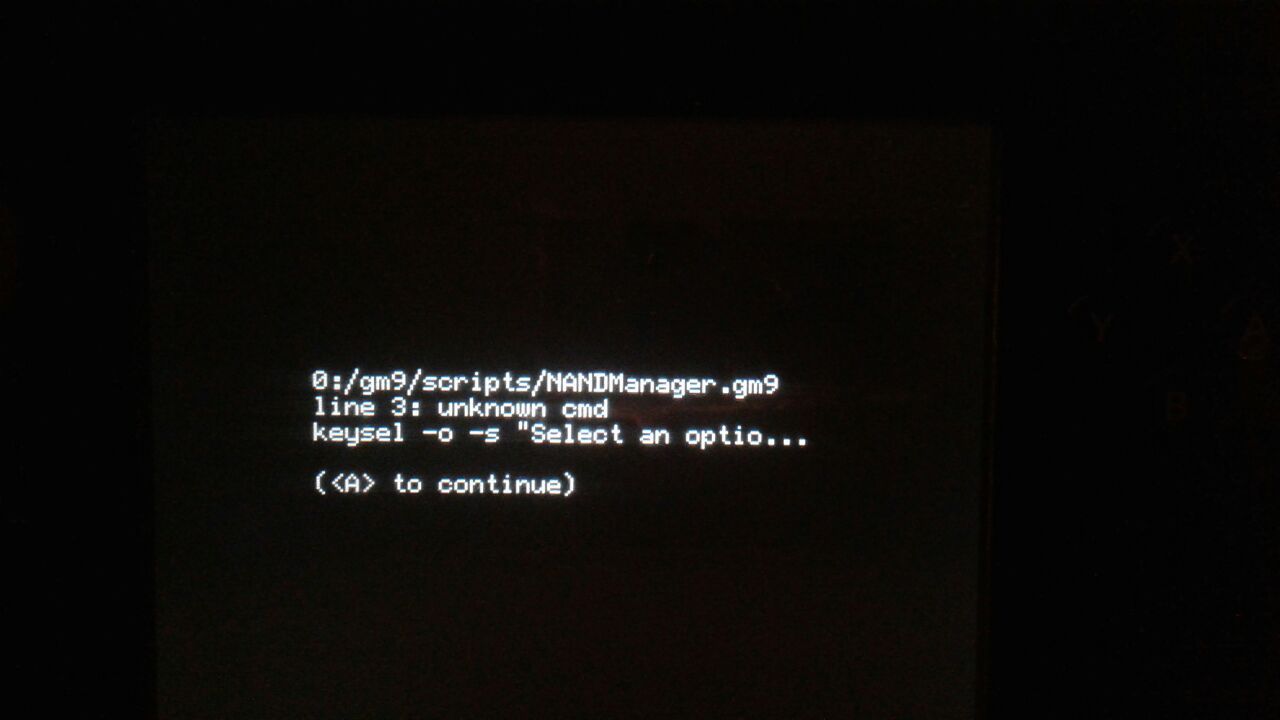 0:/gm9/scripts/NANDManager.gm9
line 3: unknown cmd
keysel -o -s "Select an optio...
(<A> to continue)
X
Y
A
B